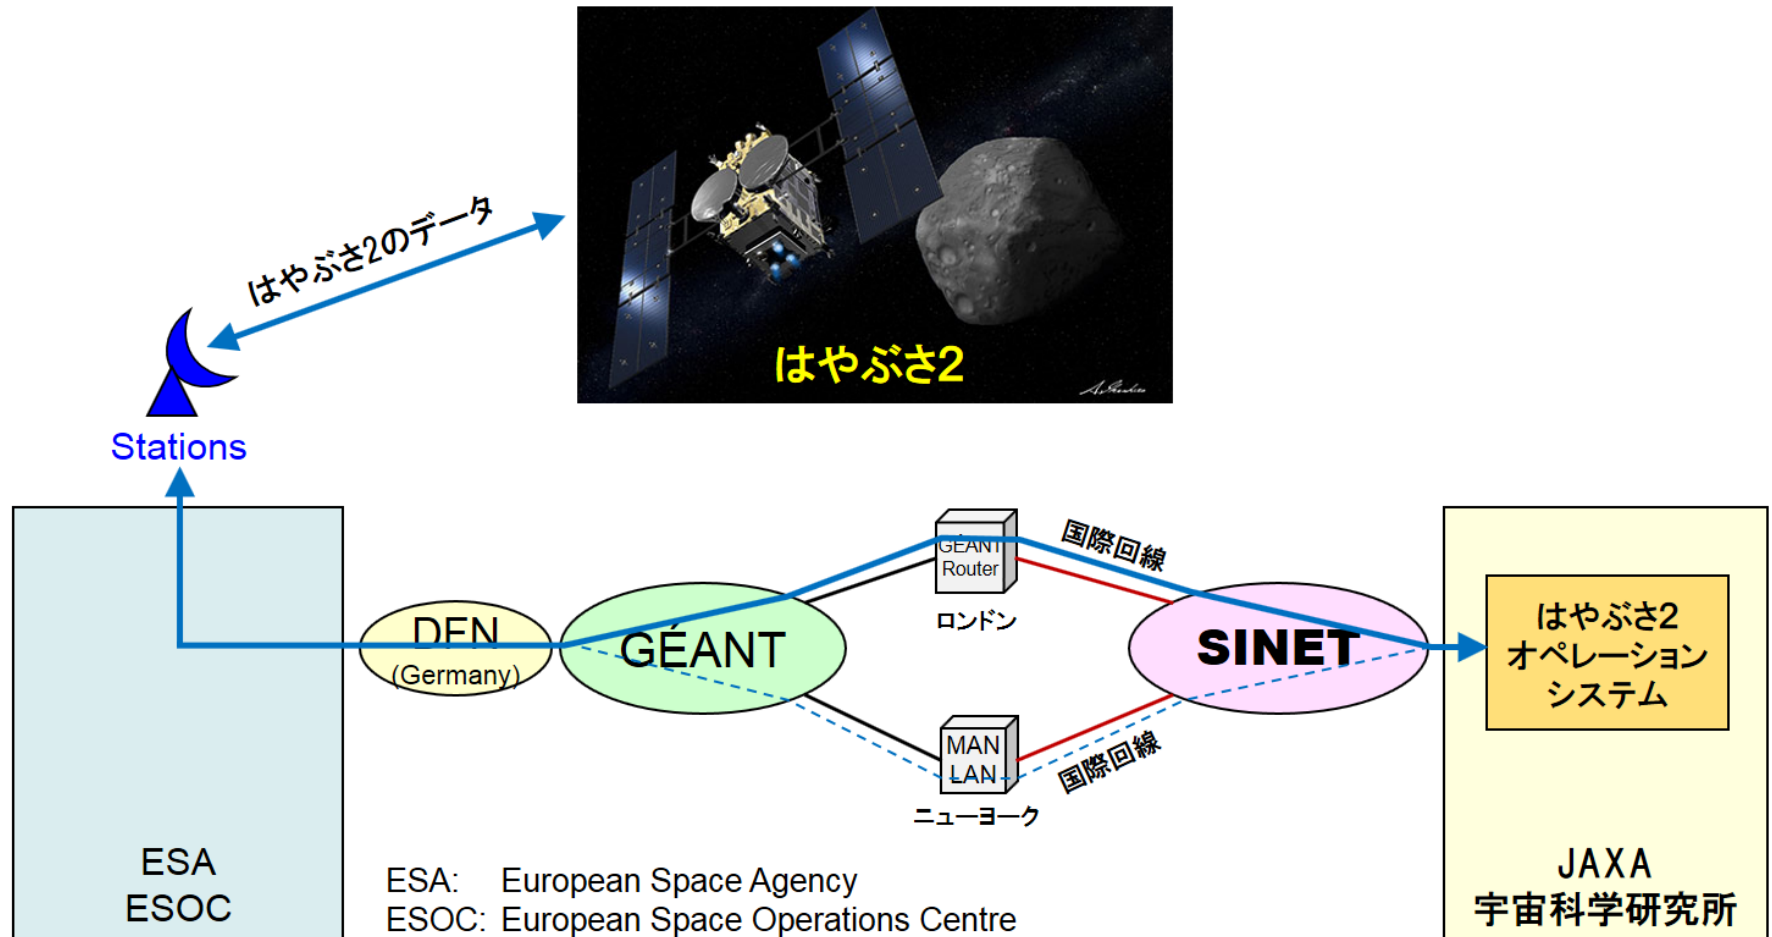 はやぶさ2のデータ
はやぶさ2
Stations
国際回線
GÉANT
Router
ロンドン
DFN
(Germany)
GÉANT
SINET
はやぶさ2
オペレーション
システム
MAN
LAN
ニューヨーク
国際回線
ESA
ESOC
ESA: European Space Agency
ESOC: European Space Operations Centre
JAXA
宇宙科学研究所